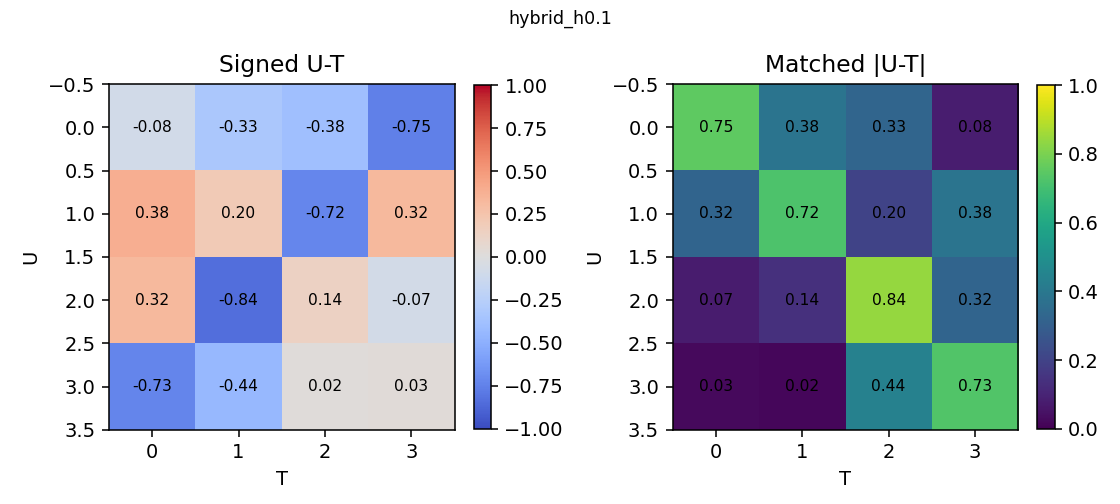 hybrid_h0.1
Signed U-T
−0.5
0.0
0.5
1.0
1.5
2.0
2.5
3.0
3.5
U
-0.08 -0.33 -0.38 -0.75
0.38 0.20 -0.72 0.32
0.32 -0.84 0.14 -0.07
-0.73 -0.44 0.02 0.03
0 1 2 3
T
1.00
0.75
0.50
0.25
0.00
−0.25
−0.50
−0.75
−1.00
Matched |U-T|
−0.5
0.0
0.5
1.0
1.5
2.0
2.5
3.0
3.5
U
0.75 0.38 0.33 0.08
0.32 0.72 0.20 0.38
0.07 0.14 0.84 0.32
0.03 0.02 0.44 0.73
0 1 2 3
T
1.0
0.8
0.6
0.4
0.2
0.0